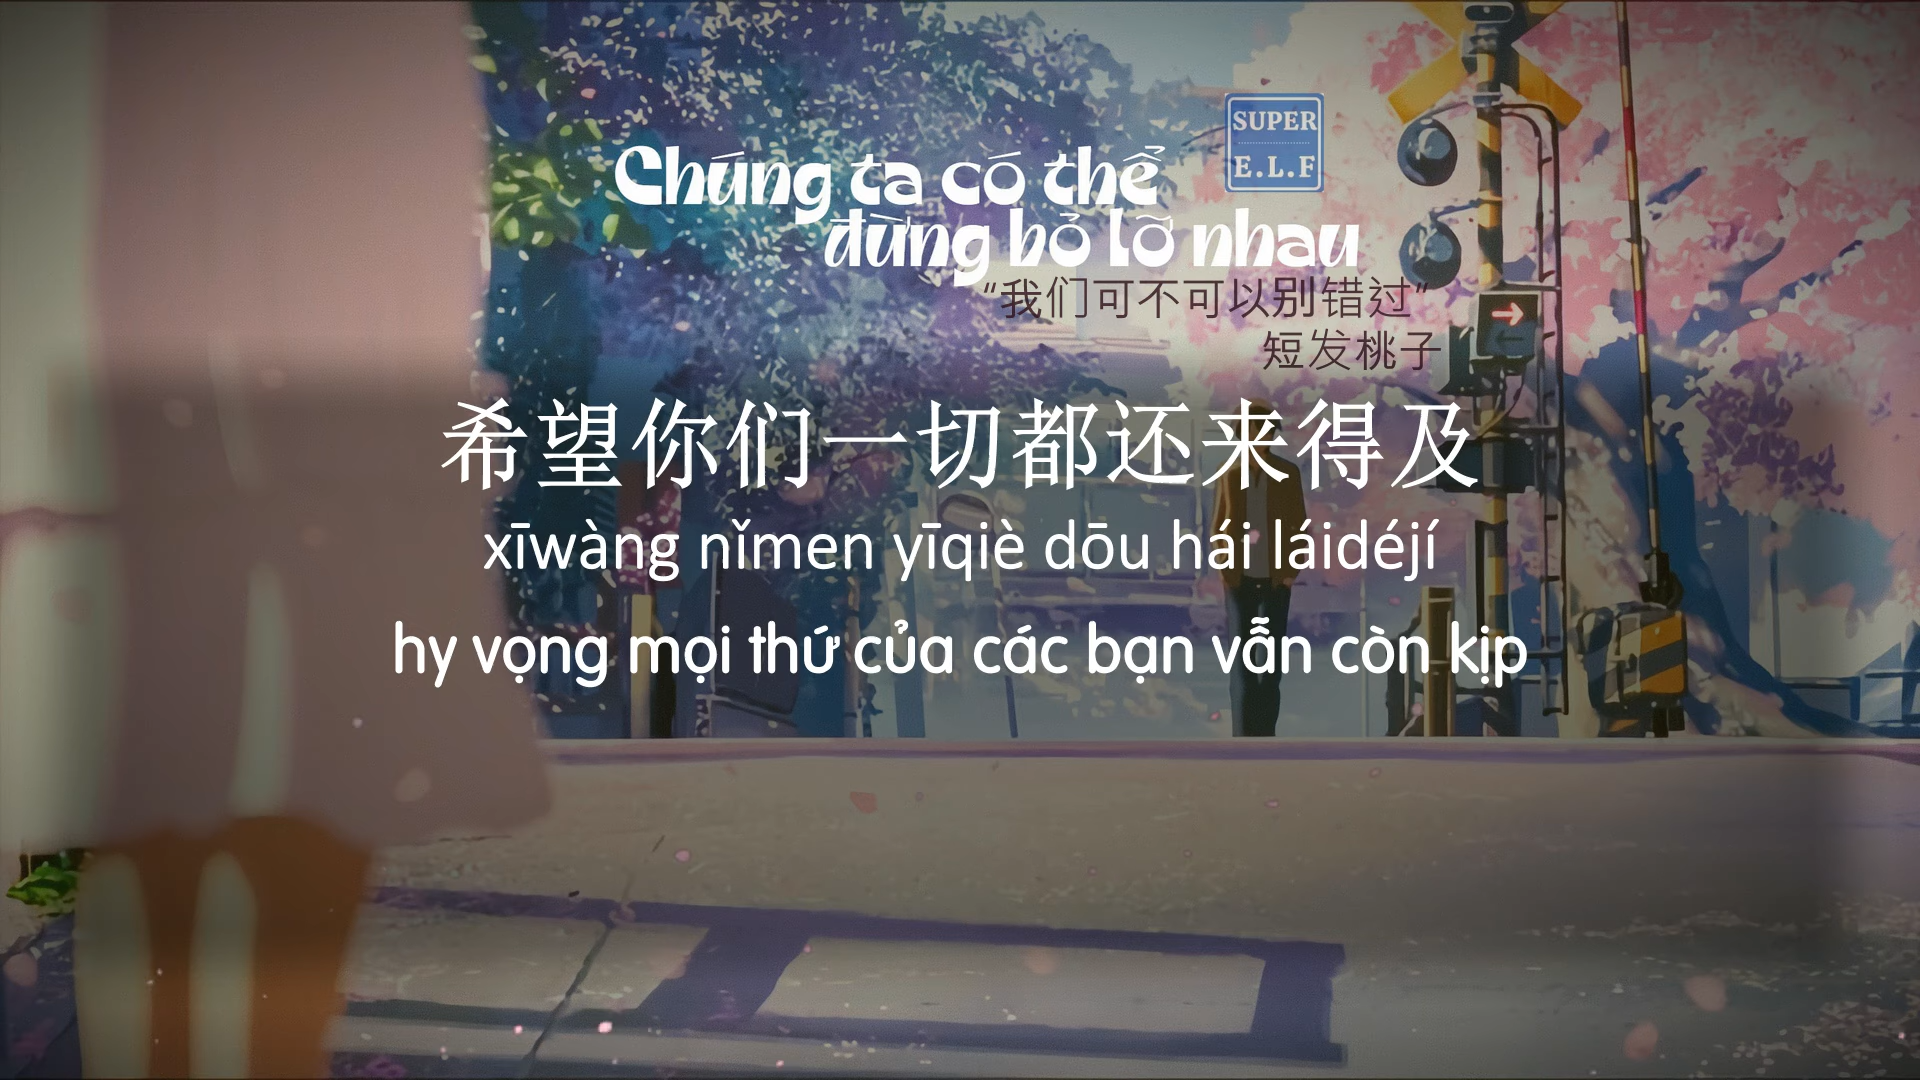 SUPER
E.L.F
Chúng ta có thể
đừng bỏ lỡ nhau
“我们可不可以别错过”
短发桃子
希望你们一切都还来得及
xīwàng nǐmen yīqiè dōu hái láidéjí
hy vọng mọi thứ của các bạn vẫn còn kịp